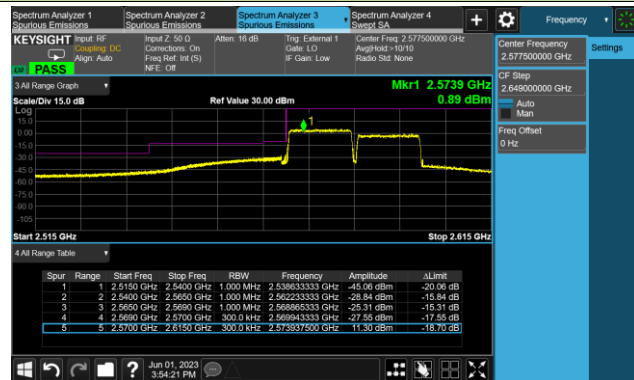 Spectrum Analyzer 1
Spurious Emissions
Spectrum Analyzer 2
Spurious Emissions
Spectrum Analyzer 3
Spurious Emissions
Spectrum Analyzer 4
Swept SA
Frequency
KEYSIGHT
Input: RF
Coupling: DC
Align: Auto
Input Z: 50 Ω
Corrections: On
Freq Ref: Int (S)
NFE: Off
Atten: 16 dB
Trig: External 1
Gate: LO
IF Gain: Low
Center Freq: 2.577500000 GHz
Avg|Hold:>10/10
Radio Std: None
PASS
Center Frequency
2.577500000 GHz
Settings
CF Step
2.649000000 GHz
Auto
Man
Freq Offset
0 Hz
3 All Range Graph
Mkr1 2.5739 GHz
0.89 dBm
Scale/Div 15.0 dB
Ref Value 30.00 dBm
Log
15.0
0.00
-15.0
-30.0
-45.0
-60.0
-75.0
-90.0
-105
1
Start 2.515 GHz
Stop 2.615 GHz
4 All Range Table
Spur Range Start Freq Stop Freq RBW Frequency Amplitude ΔLimit
1 1 2.5150 GHz 2.5400 GHz 1.000 MHz 2.538633333 GHz -45.06 dBm -20.06 dB
2 2 2.5400 GHz 2.5650 GHz 1.000 MHz 2.562233333 GHz -28.84 dBm -15.84 dB
3 3 2.5650 GHz 2.5690 GHz 1.000 MHz 2.568865333 GHz -25.31 dBm -15.31 dB
4 4 2.5690 GHz 2.5700 GHz 300.0 kHz 2.569943333 GHz -27.55 dBm -17.55 dB
5 5 2.5700 GHz 2.6150 GHz 300.0 kHz 2.573937500 GHz 11.30 dBm -18.70 dB
Jun 01, 2023
3:54:21 PM